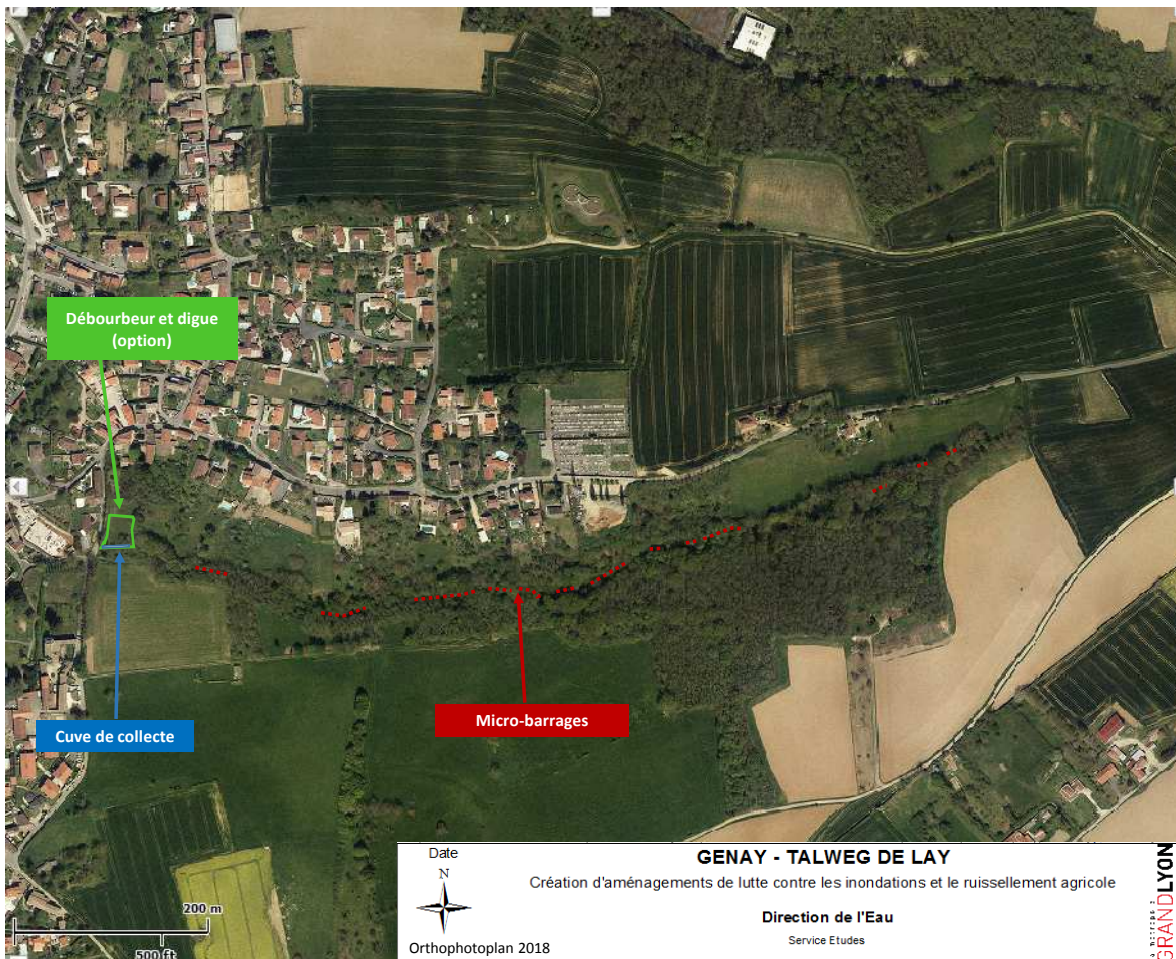 Débourbeur et digue
(option)
Cuve de collecte
Micro-barrages
200 m
500 ft
Date
N
Orthophotoplan 2018
GENAY - TALWEG DE LAY
Création d'aménagements de lutte contre les inondations et le ruissellement agricole
Direction de l'Eau
Service Etudes
GRANDLYON